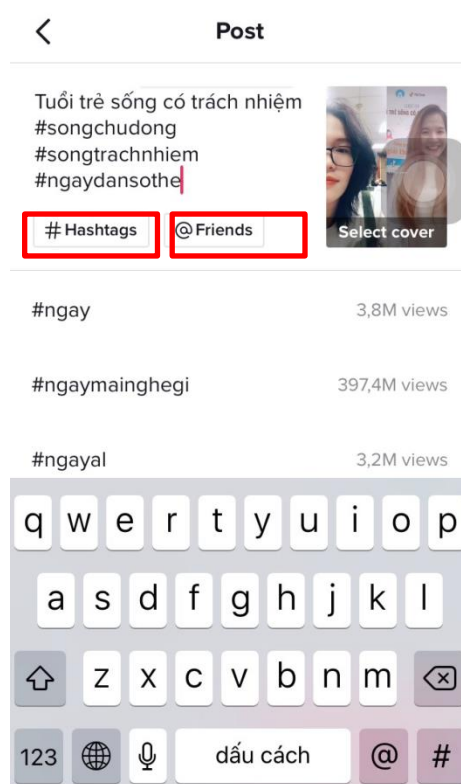 Post
Tuổi trẻ sống có trách nhiệm
#songchudong
#songtrachnhiem
#ngaydansothe
# Hashtags
@ Friends
Select cover
#ngay 3,8M views
#ngaymainghegi 397,4M views
#ngayal 3,2M views
q w e r t y u i o p
a s d f g h j k l
z x c v b n m
123 dấu cách @ #